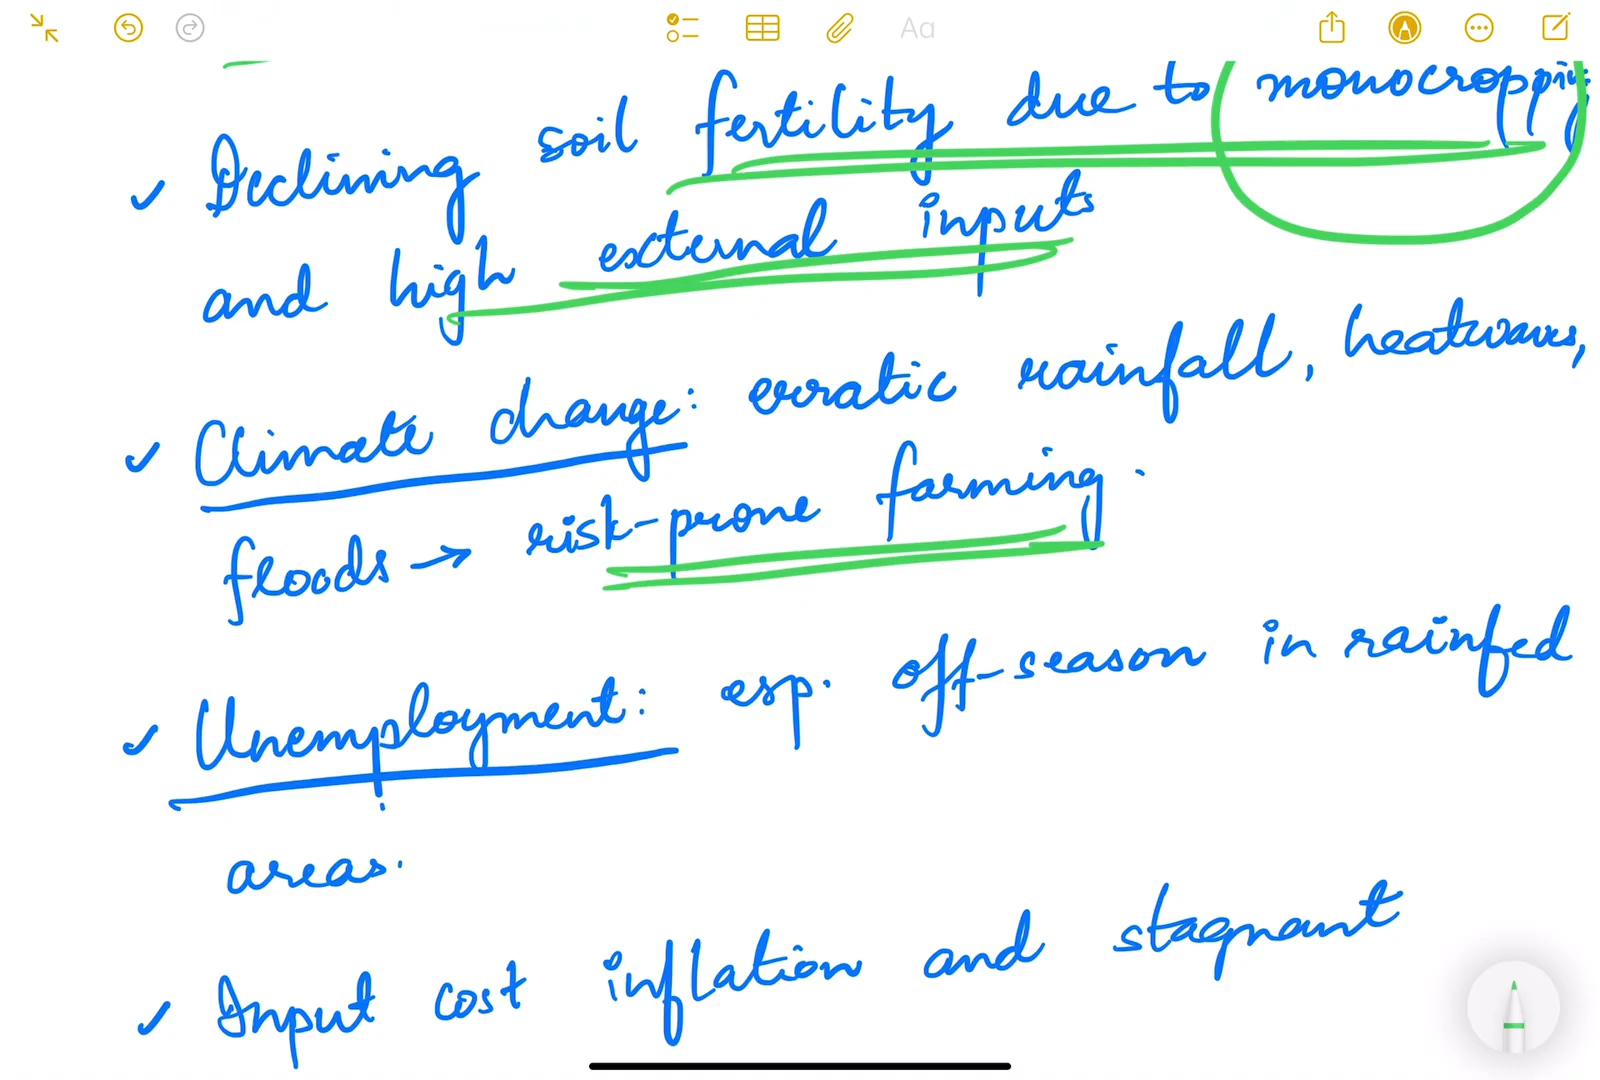 Aa
✓ Declining soil fertility due to monocropping
and high external inputs
✓ Climate change: erratic rainfall, heatwaves,
floods → risk-prone farming.
✓ Unemployment: esp. off-season in rainfed
areas.
✓ Input cost inflation and stagnant